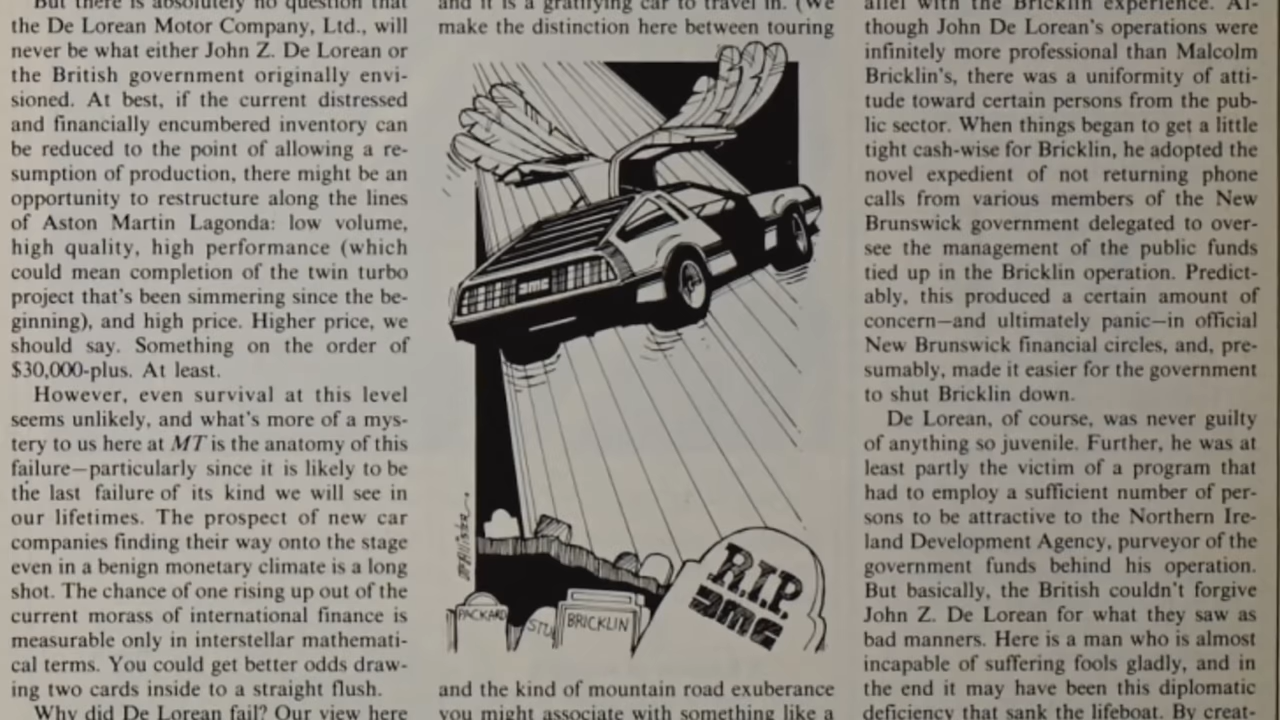 But there is absolutely no question that
the De Lorean Motor Company, Ltd., will
never be what either John Z. De Lorean or
the British government originally envi-
sioned. At best, if the current distressed
and financially encumbered inventory can
be reduced to the point of allowing a re-
sumption of production, there might be an
opportunity to restructure along the lines
of Aston Martin Lagonda: low volume,
high quality, high performance (which
could mean completion of the twin turbo
project that's been simmering since the be-
ginning), and high price. Higher price, we
should say. Something on the order of
$30,000-plus. At least.
However, even survival at this level
seems unlikely, and what's more of a mys-
tery to us here at MT is the anatomy of this
failure—particularly since it is likely to be
the last failure of its kind we will see in
our lifetimes. The prospect of new car
companies finding their way onto the stage
even in a benign monetary climate is a long
shot. The chance of one rising up out of the
current morass of international finance is
measurable only in interstellar mathemati-
cal terms. You could get better odds draw-
ing two cards inside to a straight flush.
Why did De Lorean fail? Our view here
and it is a gratifying car to travel in. (We
make the distinction here between touring
DMC
R.I.P.
DMC
PACKARD
STU
BRICKLIN
and the kind of mountain road exuberance
you might associate with something like a
allel with the Bricklin experience. Al-
though John De Lorean's operations were
infinitely more professional than Malcolm
Bricklin's, there was a uniformity of atti-
tude toward certain persons from the pub-
lic sector. When things began to get a little
tight cash-wise for Bricklin, he adopted the
novel expedient of not returning phone
calls from various members of the New
Brunswick government delegated to over-
see the management of the public funds
tied up in the Bricklin operation. Predict-
ably, this produced a certain amount of
concern—and ultimately panic—in official
New Brunswick financial circles, and, pre-
sumably, made it easier for the government
to shut Bricklin down.
De Lorean, of course, was never guilty
of anything so juvenile. Further, he was at
least partly the victim of a program that
had to employ a sufficient number of per-
sons to be attractive to the Northern Ire-
land Development Agency, purveyor of the
government funds behind his operation.
But basically, the British couldn't forgive
John Z. De Lorean for what they saw as
bad manners. Here is a man who is almost
incapable of suffering fools gladly, and in
the end it may have been this diplomatic
deficiency that sank the lifeboat. By creat-